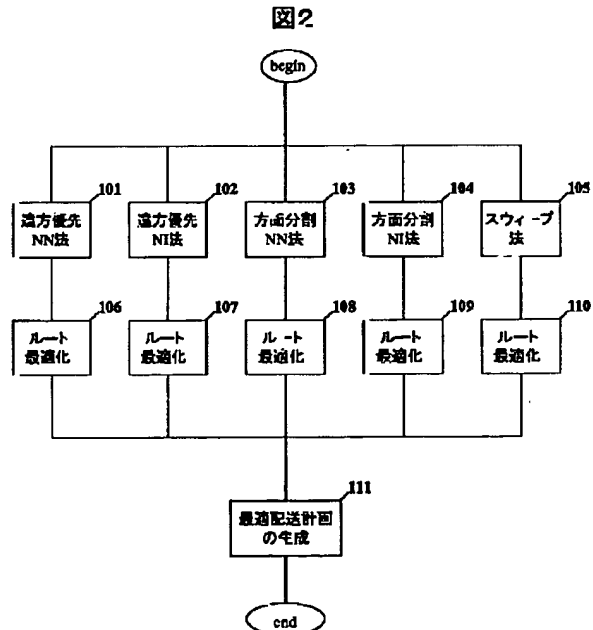 図2
begin
101
102
103
104
105
遠方優先
NN法
遠方優先
NI法
方面分割
NN法
方面分割
NI法
スウィープ
法
106
107
108
109
110
ルート
最適化
ルート
最適化
ルート
最適化
ルート
最適化
ルート
最適化
111
最適配送計画
の生成
end